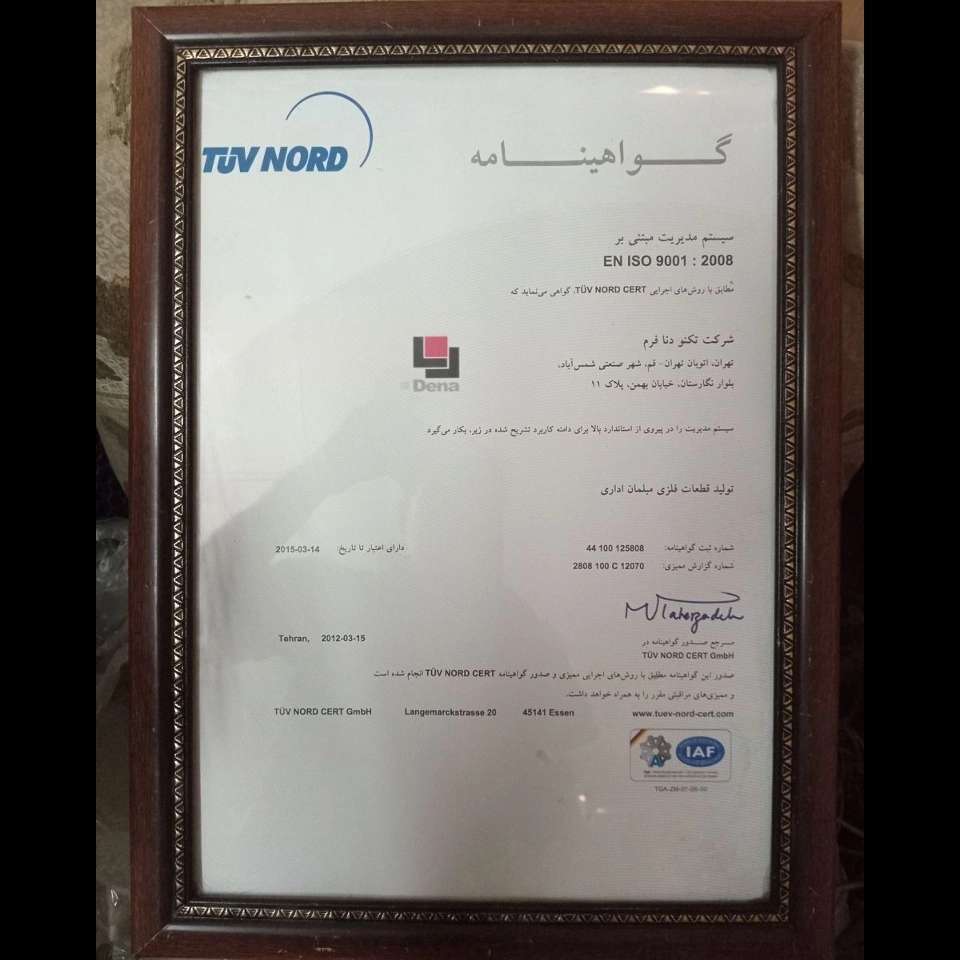 TÜV NORD
گواهینامه
سیستم مدیریت مبتنی بر
EN ISO 9001 : 2008
مطابق با روش‌های اجرایی TÜV NORD CERT، گواهی می‌نماید که
شرکت تکنو دنا فرم
تهران، اتوبان تهران- قم، شهر صنعتی شمس‌آباد،
بلوار نگارستان، خیابان بهمن، پلاک ۱۱
Dena
سیستم مدیریت را در پیروی از استاندارد بالا برای دامنه کاربرد تشریح شده در زیر، بکار می‌گیرد
تولید قطعات فلزی مبلمان اداری
شماره ثبت گواهینامه: 44 100 125808 دارای اعتبار تا تاریخ: 2015-03-14
شماره گزارش ممیزی: 2808 100 C 12070
مرجع صدور گواهینامه در
TÜV NORD CERT GmbH
Tehran, 2012-03-15
صدور این گواهینامه مطابق با روش‌های اجرایی ممیزی و صدور گواهینامه TÜV NORD CERT انجام شده است
و ممیزی‌های مراقبتی مقرر را به همراه خواهد داشت.
TÜV NORD CERT GmbH Langemarckstrasse 20 45141 Essen www.tuev-nord-cert.com
IAF